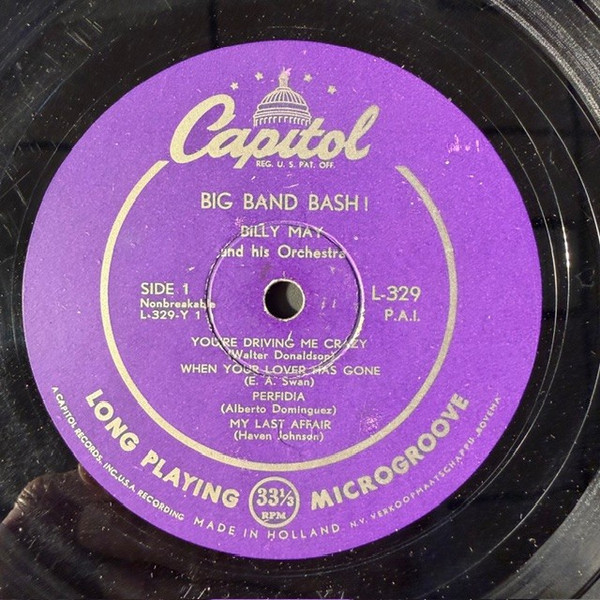 Capitol
REG. U. S. PAT. OFF.
BIG BAND BASH!
BILLY MAY
and his Orchestra
SIDE 1
Nonbreakable
L-329-Y 1
L-329
P.A.I.
YOU'RE DRIVING ME CRAZY
(Walter Donaldson)
WHEN YOUR LOVER HAS GONE
(E. A. Swan)
PERFIDIA
(Alberto Dominguez)
MY LAST AFFAIR
(Haven Johnson)
LONG PLAYING 33⅓ RPM MICROGROOVE
A CAPITOL RECORDS, INC. U.S.A. RECORDING MADE IN HOLLAND N.V. VERKOOPMAATSCHAPPIJ BOVEMA